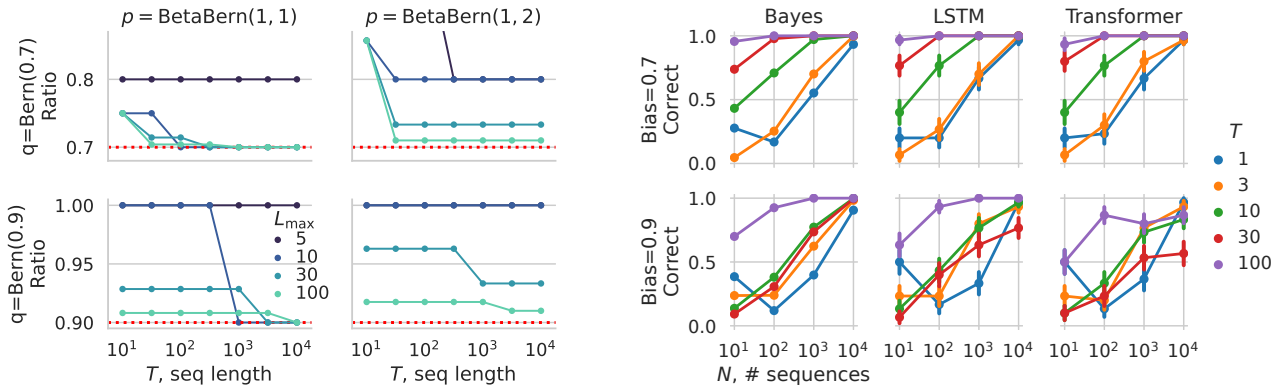 p = BetaBern(1, 1)
p = BetaBern(1, 2)
q=Bern(0.7)
Ratio
0.8
0.7
q=Bern(0.9)
Ratio
1.00
0.95
0.90
L_max
5
10
30
100
10^1
10^2
10^3
10^4
T, seq length
10^1
10^2
10^3
10^4
T, seq length
Bayes
LSTM
Transformer
Bias=0.7
Correct
1.0
0.5
0.0
Bias=0.9
Correct
1.0
0.5
0.0
10^1
10^2
10^3
10^4
N, # sequences
10^1
10^2
10^3
10^4
10^1
10^2
10^3
10^4
T
1
3
10
30
100